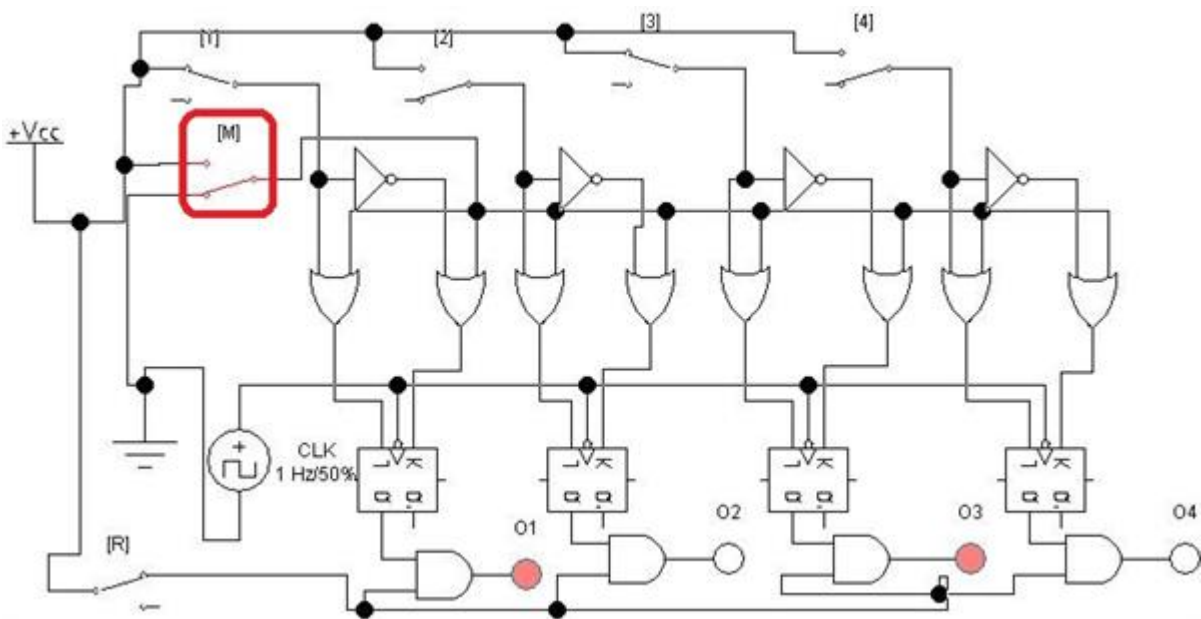 [1]
[2]
[3]
[4]
+Vcc
[M]
CLK
1 Hz/50%
J K
J K
J K
J K
Q Q'
Q Q'
Q Q'
Q Q'
O1
O2
O3
O4
[R]